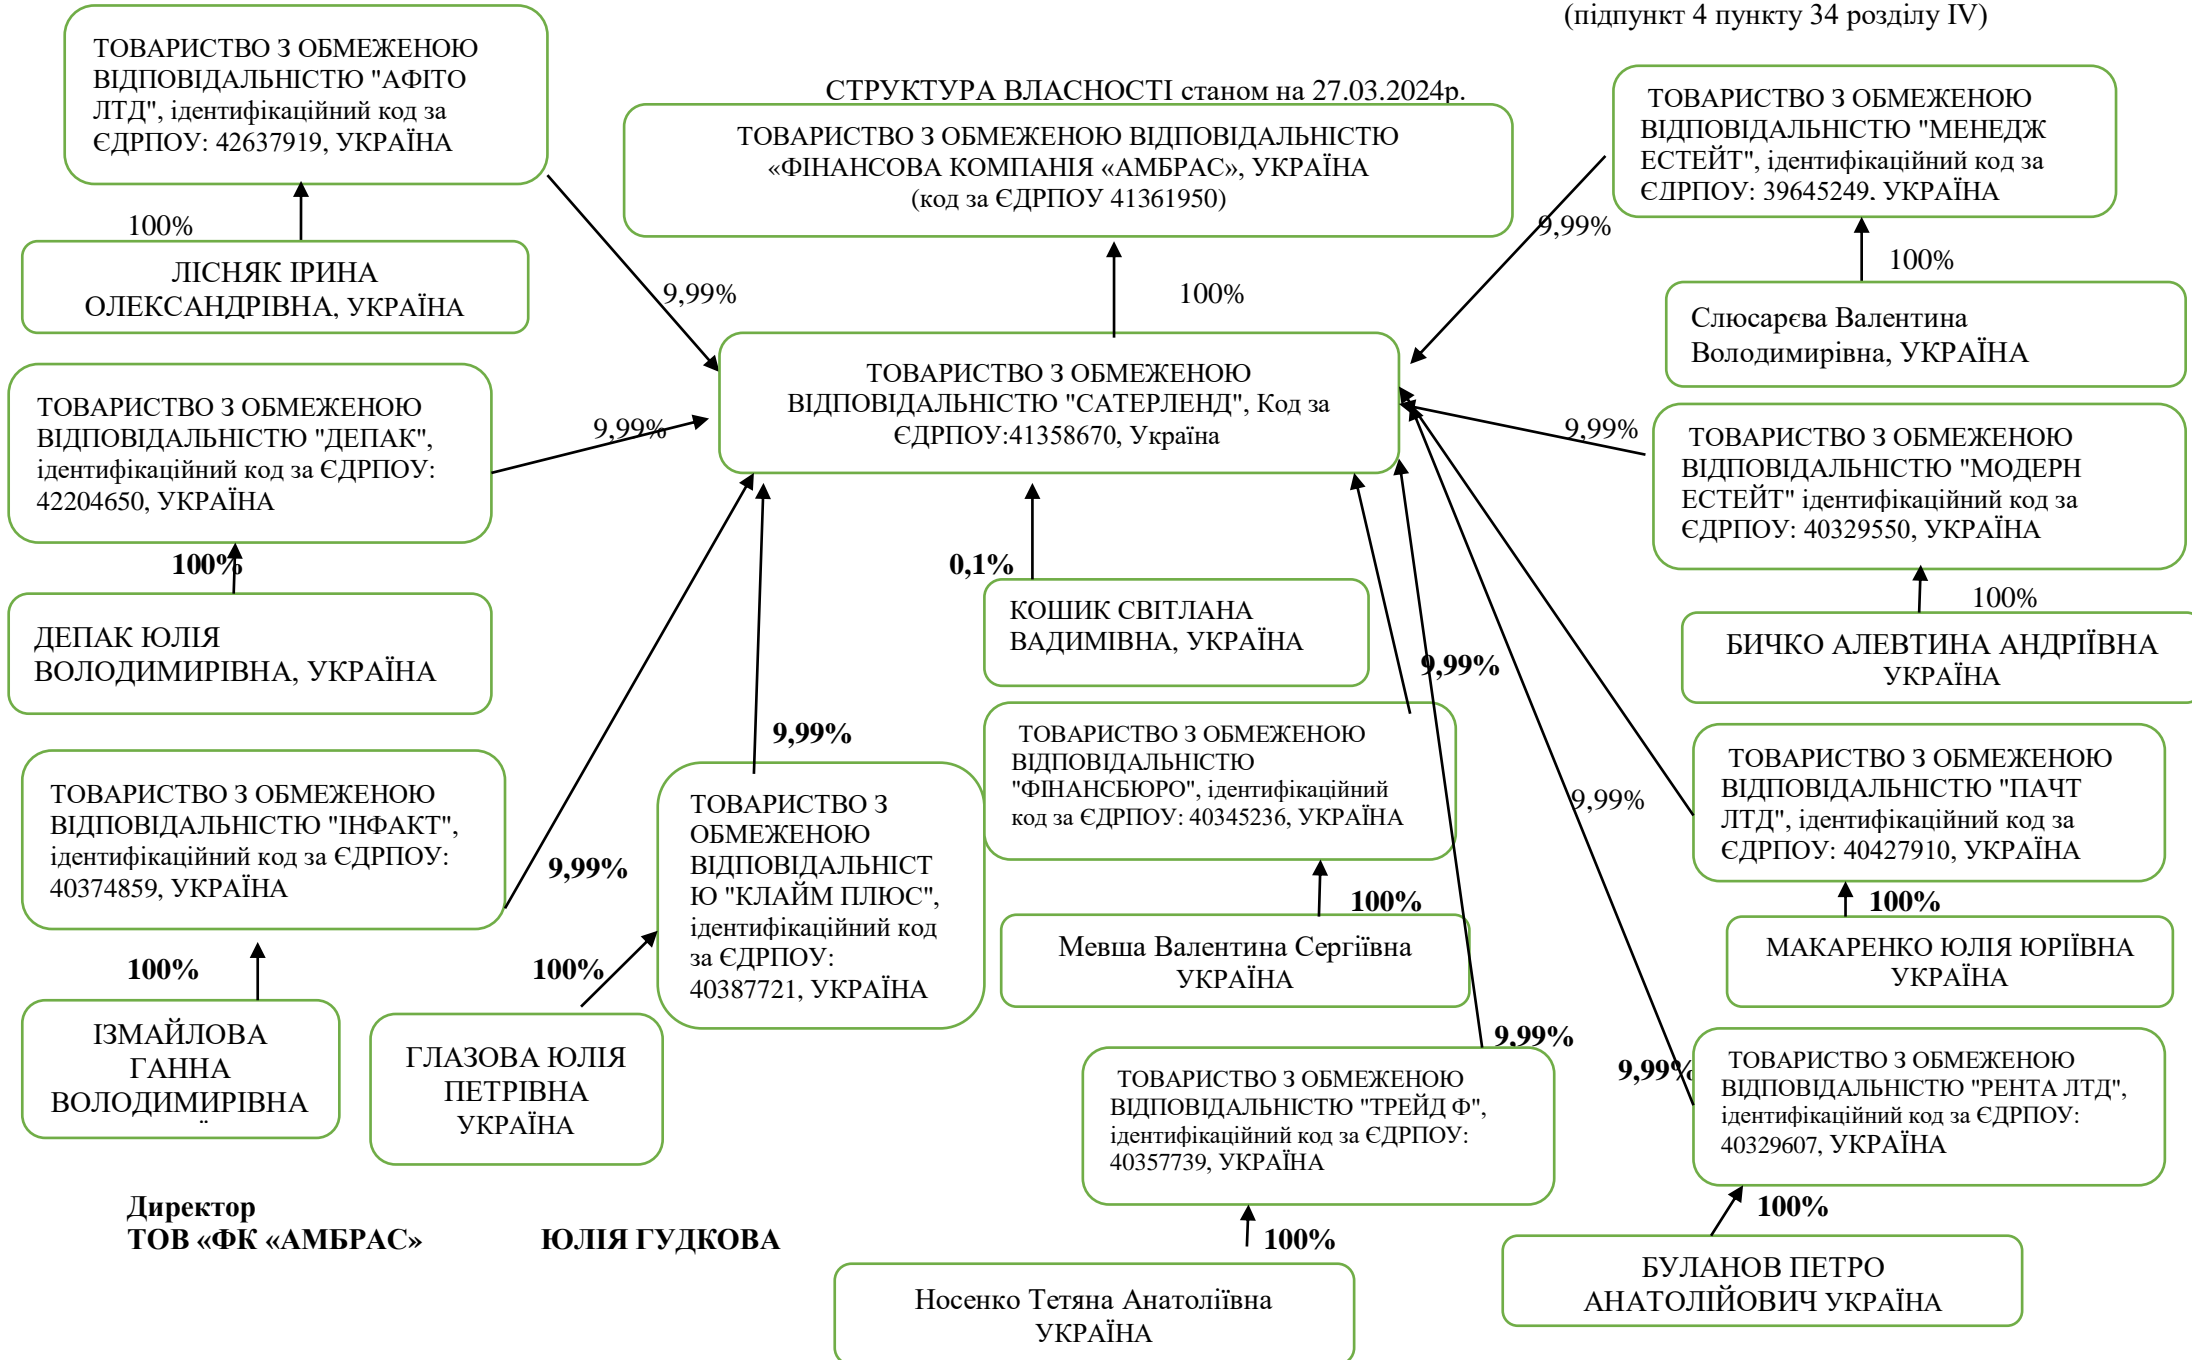 (підпункт 4 пункту 34 розділу IV)
СТРУКТУРА ВЛАСНОСТІ станом на 27.03.2024р.
ТОВАРИСТВО З ОБМЕЖЕНОЮ
ВІДПОВІДАЛЬНІСТЮ "АФІТО
ЛТД", ідентифікаційний код за
ЄДРПОУ: 42637919, УКРАЇНА
100%
ЛІСНЯК ІРИНА
ОЛЕКСАНДРІВНА, УКРАЇНА
9,99%
ТОВАРИСТВО З ОБМЕЖЕНОЮ ВІДПОВІДАЛЬНІСТЮ
«ФІНАНСОВА КОМПАНІЯ «АМБРАС», УКРАЇНА
(код за ЄДРПОУ 41361950)
100%
ТОВАРИСТВО З ОБМЕЖЕНОЮ
ВІДПОВІДАЛЬНІСТЮ "МЕНЕДЖ
ЕСТЕЙТ", ідентифікаційний код за
ЄДРПОУ: 39645249, УКРАЇНА
9,99%
100%
Слюсарєва Валентина
Володимирівна, УКРАЇНА
ТОВАРИСТВО З ОБМЕЖЕНОЮ
ВІДПОВІДАЛЬНІСТЮ "САТЕРЛЕНД", Код за
ЄДРПОУ:41358670, Україна
ТОВАРИСТВО З ОБМЕЖЕНОЮ
ВІДПОВІДАЛЬНІСТЮ "ДЕПАК",
ідентифікаційний код за ЄДРПОУ:
42204650, УКРАЇНА
9,99%
100%
ДЕПАК ЮЛІЯ
ВОЛОДИМИРІВНА, УКРАЇНА
9,99%
ТОВАРИСТВО З ОБМЕЖЕНОЮ
ВІДПОВІДАЛЬНІСТЮ "МОДЕРН
ЕСТЕЙТ" ідентифікаційний код за
ЄДРПОУ: 40329550, УКРАЇНА
100%
БИЧКО АЛЕВТИНА АНДРІЇВНА
УКРАЇНА
0,1%
КОШИК СВІТЛАНА
ВАДИМІВНА, УКРАЇНА
9,99%
ТОВАРИСТВО З ОБМЕЖЕНОЮ
ВІДПОВІДАЛЬНІСТЮ
"ФІНАНСБЮРО", ідентифікаційний
код за ЄДРПОУ: 40345236, УКРАЇНА
100%
Мевша Валентина Сергіївна
УКРАЇНА
ТОВАРИСТВО З ОБМЕЖЕНОЮ
ВІДПОВІДАЛЬНІСТЮ "ІНФАКТ",
ідентифікаційний код за ЄДРПОУ:
40374859, УКРАЇНА
9,99%
100%
ІЗМАЙЛОВА
ГАННА
ВОЛОДИМИРІВНА
9,99%
ТОВАРИСТВО З
ОБМЕЖЕНОЮ
ВІДПОВІДАЛЬНІСТ
Ю "КЛАЙМ ПЛЮС",
ідентифікаційний код
за ЄДРПОУ:
40387721, УКРАЇНА
100%
ГЛАЗОВА ЮЛІЯ
ПЕТРІВНА
УКРАЇНА
9,99%
ТОВАРИСТВО З ОБМЕЖЕНОЮ
ВІДПОВІДАЛЬНІСТЮ "ПАЧТ
ЛТД", ідентифікаційний код за
ЄДРПОУ: 40427910, УКРАЇНА
100%
МАКАРЕНКО ЮЛІЯ ЮРІЇВНА
УКРАЇНА
9,99%
ТОВАРИСТВО З ОБМЕЖЕНОЮ
ВІДПОВІДАЛЬНІСТЮ "ТРЕЙД Ф",
ідентифікаційний код за ЄДРПОУ:
40357739, УКРАЇНА
100%
Носенко Тетяна Анатоліївна
УКРАЇНА
9,99%
ТОВАРИСТВО З ОБМЕЖЕНОЮ
ВІДПОВІДАЛЬНІСТЮ "РЕНТА ЛТД",
ідентифікаційний код за ЄДРПОУ:
40329607, УКРАЇНА
100%
БУЛАНОВ ПЕТРО
АНАТОЛІЙОВИЧ УКРАЇНА
Директор
ТОВ «ФК «АМБРАС» ЮЛІЯ ГУДКОВА